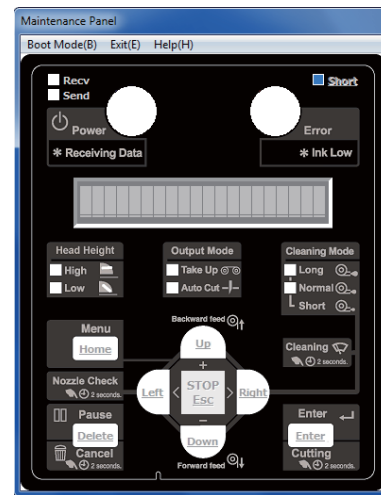 Maintenance Panel
Boot Mode(B) Exit(E) Help(H)
Recv
Send
Short
Power
Error
* Receiving Data
* Ink Low
Head Height
High
Low
Output Mode
Take Up
Auto Cut
Cleaning Mode
Long
Normal
Short
Backward feed
Menu
Home
Up
+
Cleaning
2 seconds.
Nozzle Check
2 seconds.
Left
<
STOP
Esc
>
Right
Pause
Delete
Cancel
2 seconds.
-
Down
Forward feed
Enter
Enter
Cutting
2 seconds.